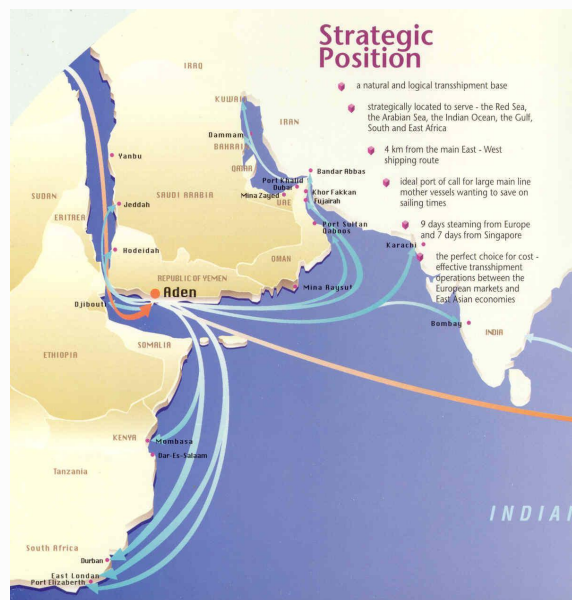 Strategic
Position
a natural and logical transshipment base
strategically located to serve - the Red Sea,
the Arabian Sea, the Indian Ocean, the Gulf,
South and East Africa
4 km from the main East - West
shipping route
ideal port of call for large main line
mother vessels wanting to save on
sailing times
9 days steaming from Europe
and 7 days from Singapore
the perfect choice for cost -
effective transshipment
operations between the
European markets and
East Asian economies
IRAQ
KUWAI
IRAN
Dammam
BAHRAI
QATAR
Bandar Abbas
Port Khalid
Dubai
Khor Fakkan
Mina Zayed
UAE
Fujairah
Yanbu
SUDAN
SAUDI ARABIA
Jeddah
ERITREA
Port Sultan
Qaboos
Karachi
Hodeidah
OMAN
REPUBLIC OF YEMEN
Aden
Mina Raysut
Djibouti
Bombay
INDIA
SOMALIA
ETHIOPIA
KENYA
Mombasa
Dar-Es-Salaam
Tanzania
INDIAN
South Africa
Durban
East Londan
Port Elizaberth